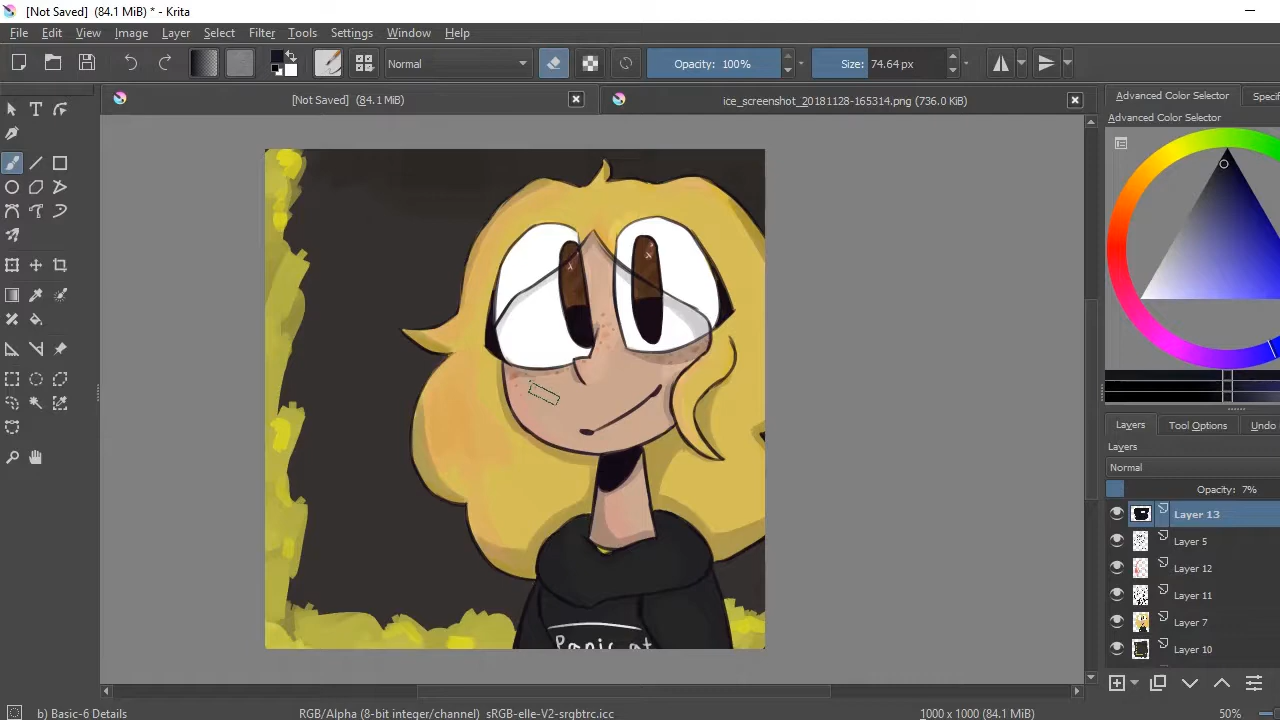 [Not Saved] (84.1 MiB) * - Krita
File Edit View Image Layer Select Filter Tools Settings Window Help
Normal Opacity: 100% Size: 74.64 px
[Not Saved] (84.1 MiB) ice_screenshot_20181128-165314.png (736.0 KiB)
Advanced Color Selector Specif
Advanced Color Selector
Layers Tool Options Undo
Layers
Normal
Opacity: 7%
Layer 13
Layer 5
Layer 12
Layer 11
Layer 7
Layer 10
Panic at
b) Basic-6 Details RGB/Alpha (8-bit integer/channel) sRGB-elle-V2-srgbtrc.icc 1000 x 1000 (84.1 MiB) 50%